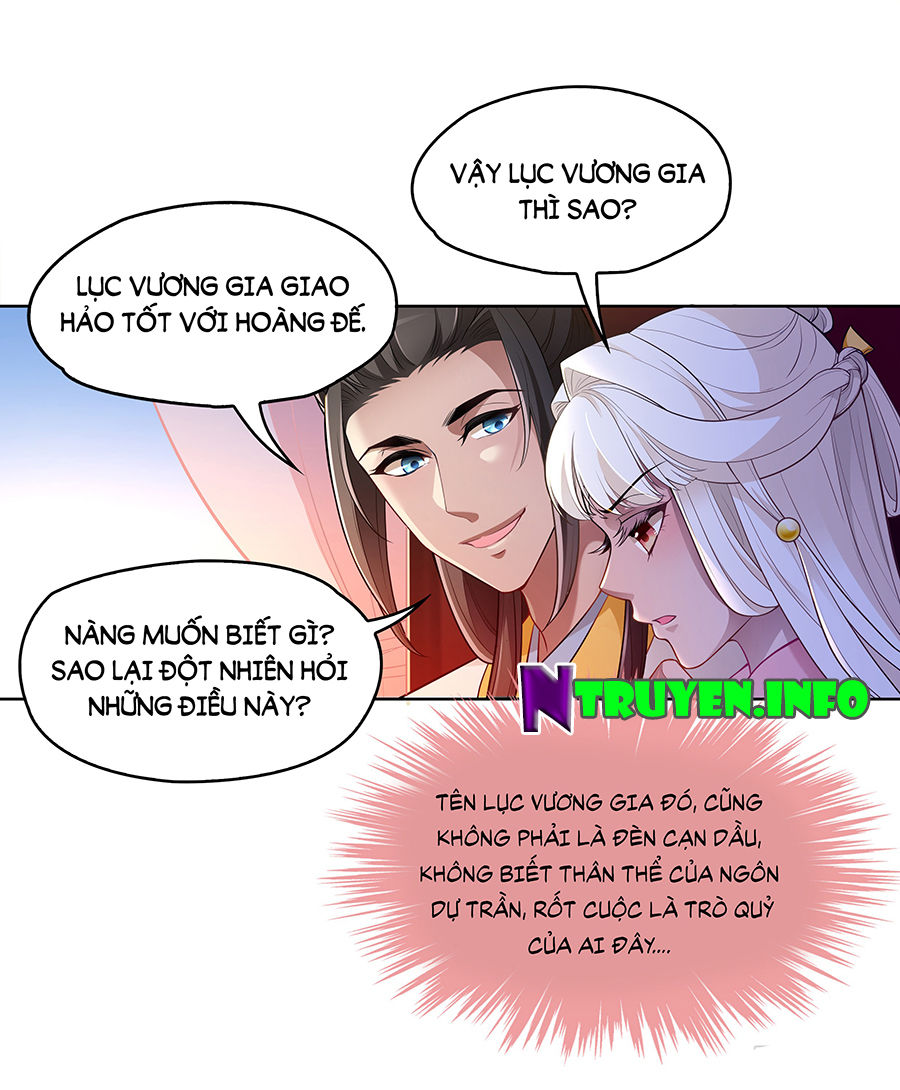 VẬY LỤC VƯƠNG GIA
THÌ SAO?
LỤC VƯƠNG GIA GIAO
HẢO TỐT VỚI HOÀNG ĐẾ.
NÀNG MUỐN BIẾT GÌ?
SAO LẠI ĐỘT NHIÊN HỎI
NHỮNG ĐIỀU NÀY?
NTRUYEN.INFO
TÊN LỤC VƯƠNG GIA ĐÓ, CŨNG
KHÔNG PHẢI LÀ ĐÈN CẠN DẦU,
KHÔNG BIẾT THÂN THỂ CỦA NGÔN
DỰ TRẦN, RỐT CUỘC LÀ TRÒ QUỶ
CỦA AI ĐÂY....